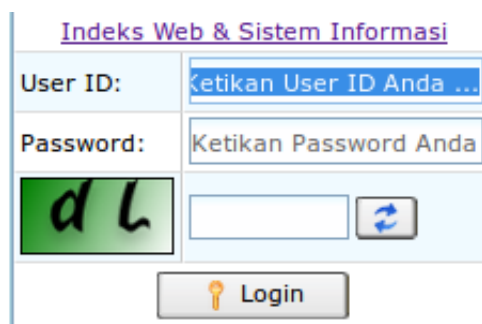 Indeks Web & Sistem Informasi
User ID:
Ketikan User ID Anda ...
Password:
Ketikan Password Anda
d L
Login